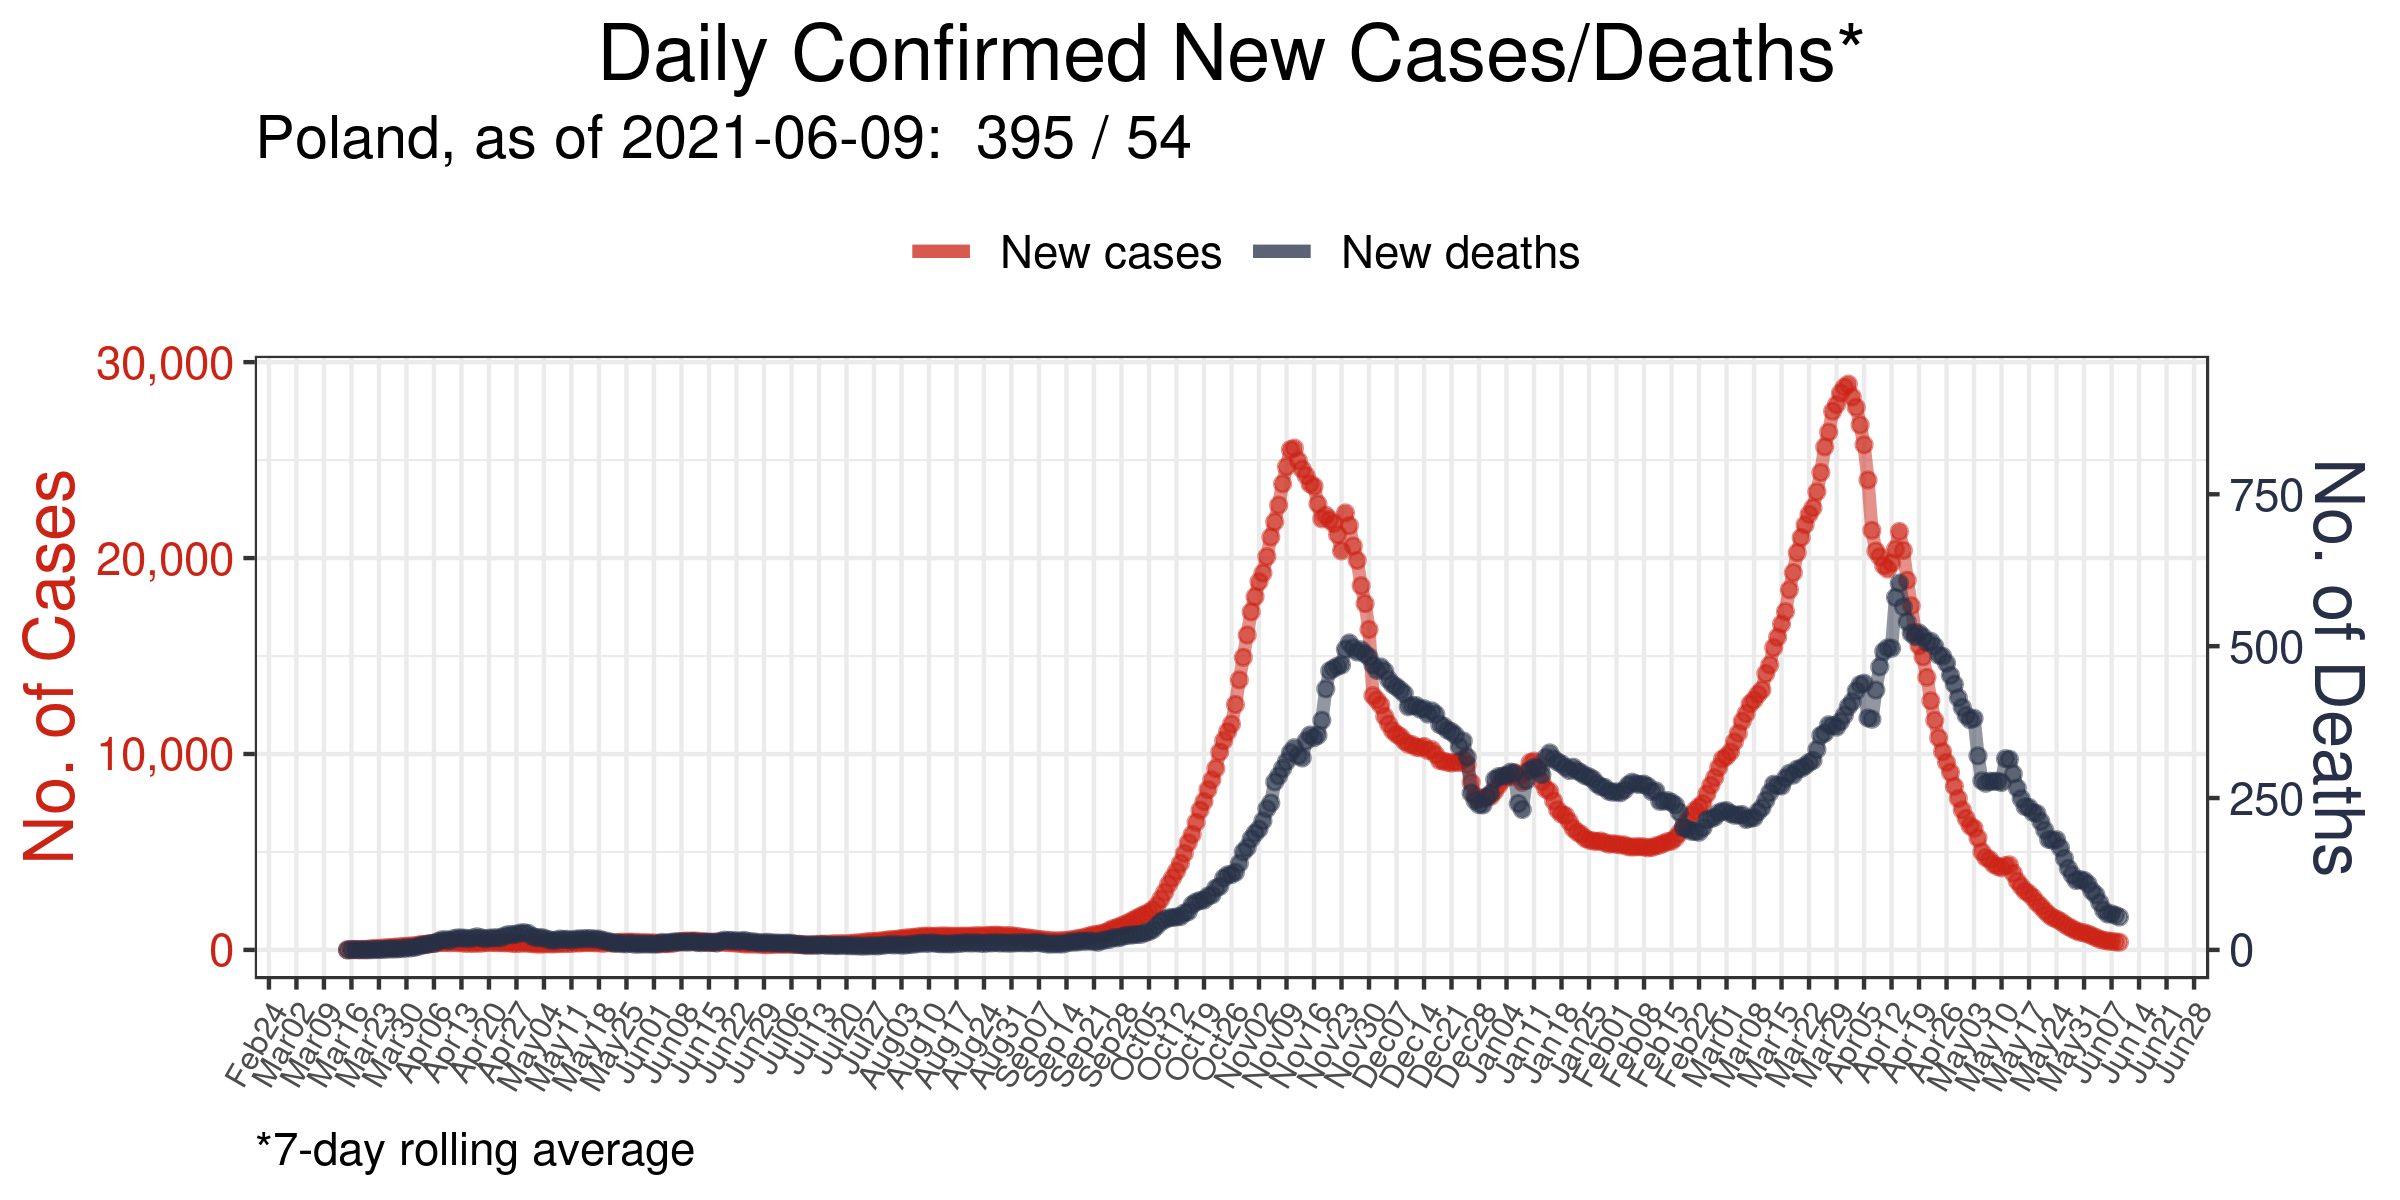 Daily Confirmed New Cases/Deaths*
Poland, as of 2021-06-09:  395 / 54
New cases
New deaths
No. of Cases
30,000
20,000
10,000
0
750
500
250
0
No. of Deaths
Feb24
Mar02
Mar09
Mar16
Mar23
Mar30
Apr06
Apr13
Apr20
Apr27
May04
May11
May18
May25
Jun01
Jun08
Jun15
Jun22
Jun29
Jul06
Jul13
Jul20
Jul27
Aug03
Aug10
Aug17
Aug24
Aug31
Sep07
Sep14
Sep21
Sep28
Oct05
Oct12
Oct19
Oct26
Nov02
Nov09
Nov16
Nov23
Nov30
Dec07
Dec14
Dec21
Dec28
Jan04
Jan11
Jan18
Jan25
Feb01
Feb08
Feb15
Feb22
Mar01
Mar08
Mar15
Mar22
Mar29
Apr05
Apr12
Apr19
Apr26
May03
May10
May17
May24
May31
Jun07
Jun14
Jun21
Jun28
*7-day rolling average